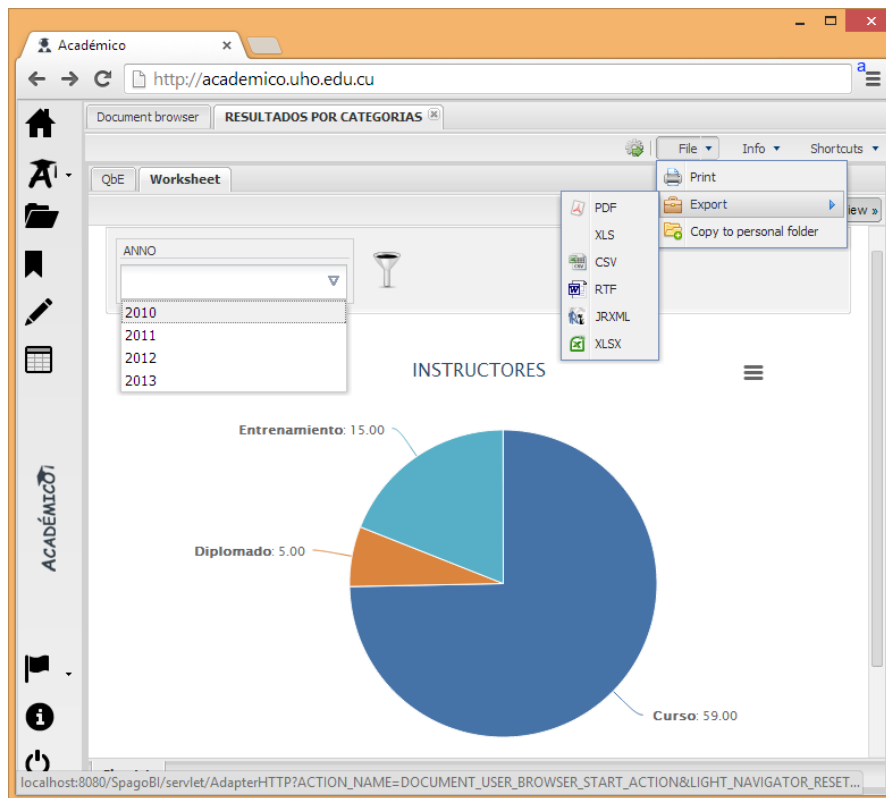 Académico
http://academico.uho.edu.cu
a
Document browser
RESULTADOS POR CATEGORIAS
File
Info
Shortcuts
QbE
Worksheet
Print
Export
iew »
Copy to personal folder
PDF
XLS
CSV
RTF
JRXML
XLSX
ANNO
2010
2011
2012
2013
INSTRUCTORES
Entrenamiento: 15.00
Diplomado: 5.00
Curso: 59.00
ACADÉMICO
localhost:8080/SpagoBI/servlet/AdapterHTTP?ACTION_NAME=DOCUMENT_USER_BROWSER_START_ACTION&LIGHT_NAVIGATOR_RESET...